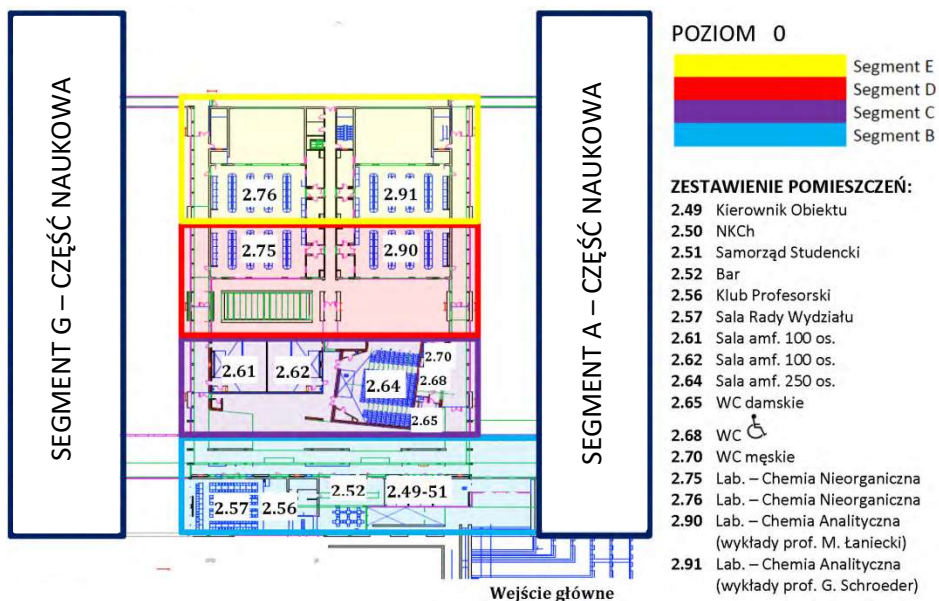 SEGMENT G – CZĘŚĆ NAUKOWA
2.76
2.91
2.75
2.90
2.61
2.62
2.64
2.70
2.68
2.65
2.57
2.56
2.52
2.49-51
SEGMENT A – CZĘŚĆ NAUKOWA
Wejście główne
POZIOM 0
Segment E
Segment D
Segment C
Segment B
ZESTAWIENIE POMIESZCZEŃ:
2.49 Kierownik Obiektu
2.50 NKCh
2.51 Samorząd Studencki
2.52 Bar
2.56 Klub Profesorski
2.57 Sala Rady Wydziału
2.61 Sala amf. 100 os.
2.62 Sala amf. 100 os.
2.64 Sala amf. 250 os.
2.65 WC damskie
2.68 WC
2.70 WC męskie
2.75 Lab. – Chemia Nieorganiczna
2.76 Lab. – Chemia Nieorganiczna
2.90 Lab. – Chemia Analityczna
(wykłady prof. M. Łaniecki)
2.91 Lab. – Chemia Analityczna
(wykłady prof. G. Schroeder)